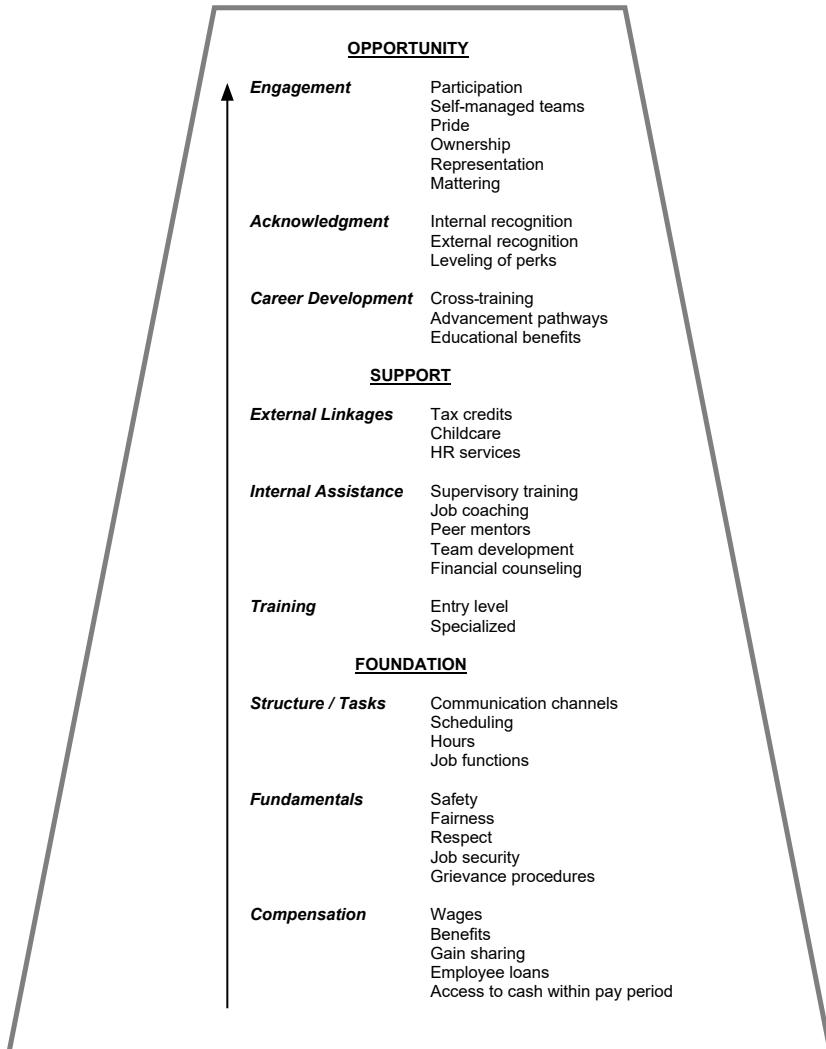 OPPORTUNITY
Engagement Participation
Self-managed teams
Pride
Ownership
Representation
Mattering
Acknowledgment Internal recognition
External recognition
Leveling of perks
Career Development Cross-training
Advancement pathways
Educational benefits
SUPPORT
External Linkages Tax credits
Childcare
HR services
Internal Assistance Supervisory training
Job coaching
Peer mentors
Team development
Financial counseling
Training Entry level
Specialized
FOUNDATION
Structure / Tasks Communication channels
Scheduling
Hours
Job functions
Fundamentals Safety
Fairness
Respect
Job security
Grievance procedures
Compensation Wages
Benefits
Gain sharing
Employee loans
Access to cash within pay period